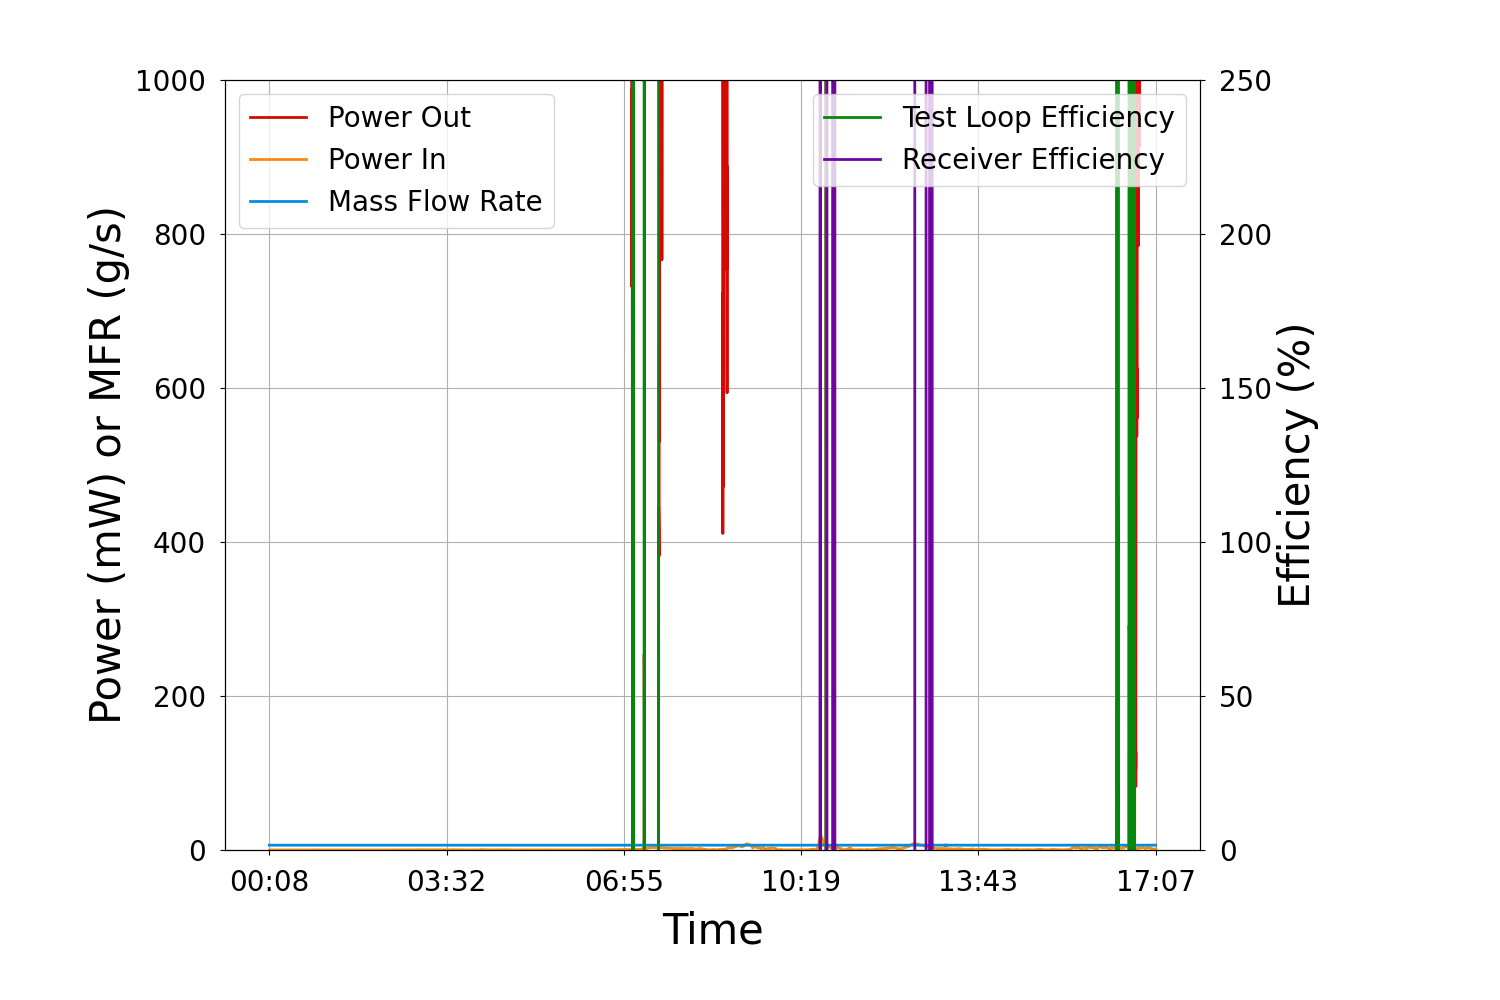 Power (mW) or MFR (g/s)
1000
800
600
400
200
0
Power Out
Power In
Mass Flow Rate
Test Loop Efficiency
Receiver Efficiency
250
200
150
100
50
0
Efficiency (%)
00:08 03:32 06:55 10:19 13:43 17:07
Time